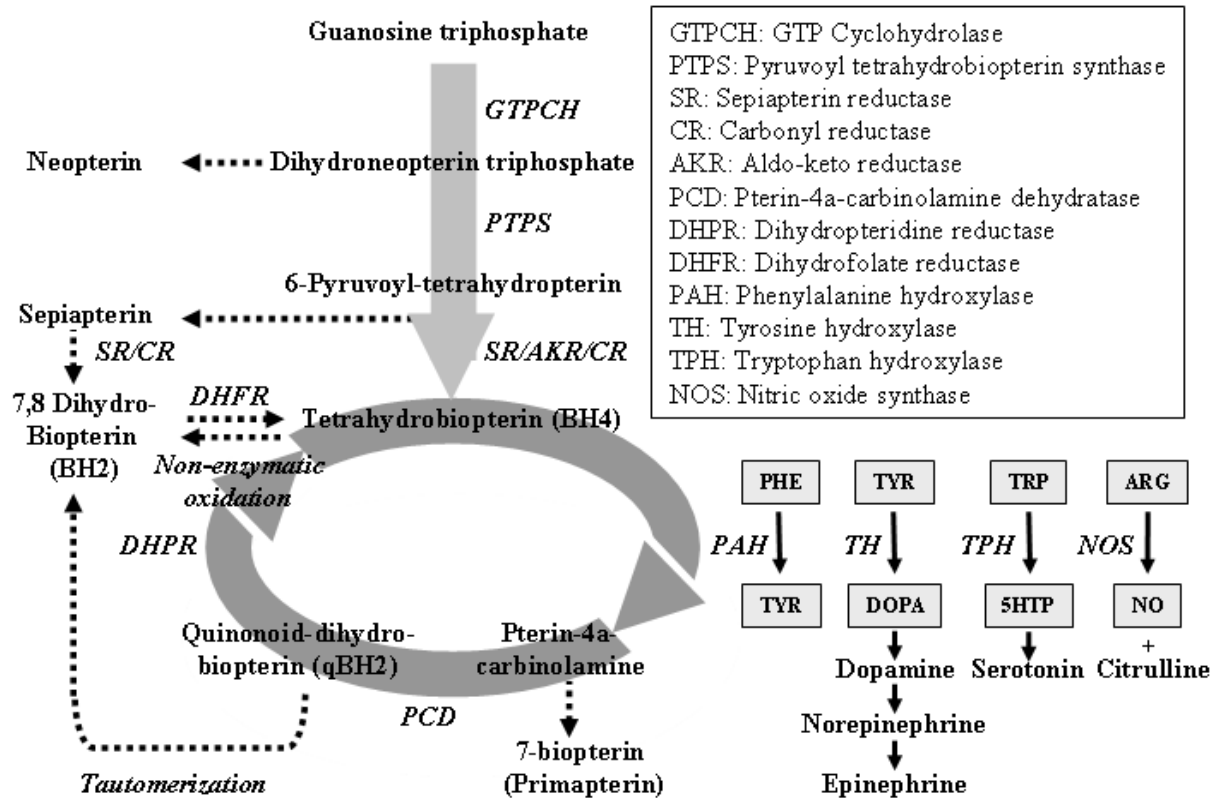 Guanosine triphosphate
GTPCH
Neopterin
Dihydroneopterin triphosphate
PTPS
6-Pyruvoyl-tetrahydropterin
Sepiapterin
SR/CR
SR/AKR/CR
7,8 Dihydro-
Biopterin
(BH2)
DHFR
Tetrahydrobiopterin (BH4)
Non-enzymatic
oxidation
DHPR
Quinonoid-dihydro-
biopterin (qBH2)
Pterin-4a-
carbinolamine
PCD
7-biopterin
(Primapterin)
Tautomerization
GTPCH: GTP Cyclohydrolase
PTPS: Pyruvoyl tetrahydrobiopterin synthase
SR: Sepiapterin reductase
CR: Carbonyl reductase
AKR: Aldo-keto reductase
PCD: Pterin-4a-carbinolamine dehydratase
DHPR: Dihydropteridine reductase
DHFR: Dihydrofolate reductase
PAH: Phenylalanine hydroxylase
TH: Tyrosine hydroxylase
TPH: Tryptophan hydroxylase
NOS: Nitric oxide synthase
PHE
TYR
TRP
ARG
PAH
TH
TPH
NOS
TYR
DOPA
5HTP
NO
+
Dopamine
Serotonin
Citrulline
Norepinephrine
Epinephrine